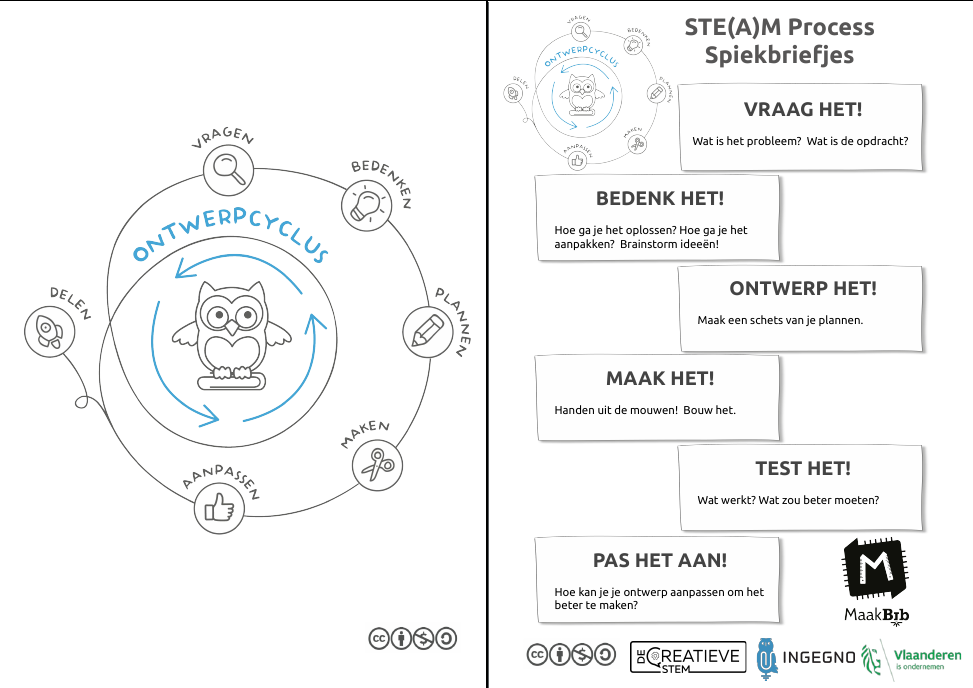 VRAGEN
BEDENKEN
ONTWERPCYCLUS
DELEN
PLANNEN
MAKEN
AANPASSEN
cc
STE(A)M Process
Spiekbriefjes
VRAGEN
BEDENKEN
ONTWERPCYCLUS
DELEN
PLANNEN
MAKEN
AANPASSEN
VRAAG HET!
Wat is het probleem? Wat is de opdracht?
BEDENK HET!
Hoe ga je het oplossen? Hoe ga je het
aanpakken? Brainstorm ideeën!
ONTWERP HET!
Maak een schets van je plannen.
MAAK HET!
Handen uit de mouwen! Bouw het.
TEST HET!
Wat werkt? Wat zou beter moeten?
PAS HET AAN!
Hoe kan je je ontwerp aanpassen om het
beter te maken?
M
MaakBib
cc
DE CREATIEVE
STEM
INGEGNO
Vlaanderen
is ondernemen